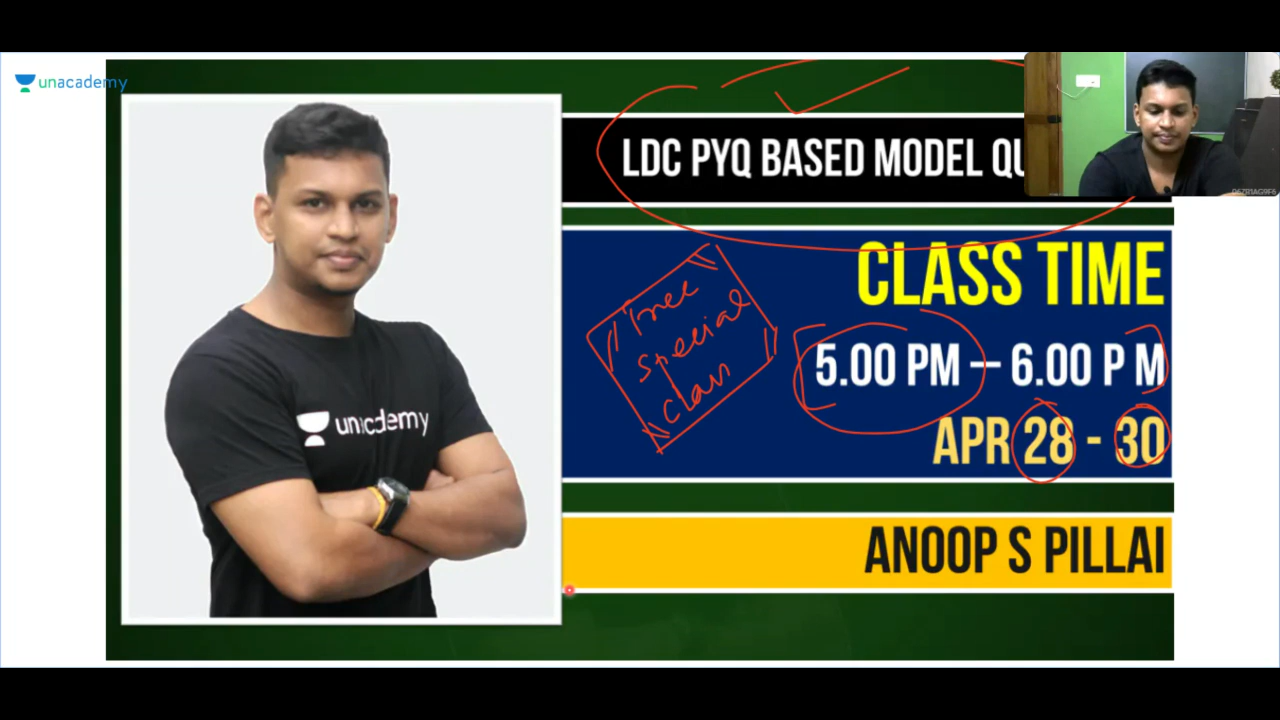 unacademy
LDC PYQ BASED MODEL QU
CLASS TIME
Free
special
class
5.00 PM – 6.00 P M
APR 28 - 30
unacademy
ANOOP S PILLAI